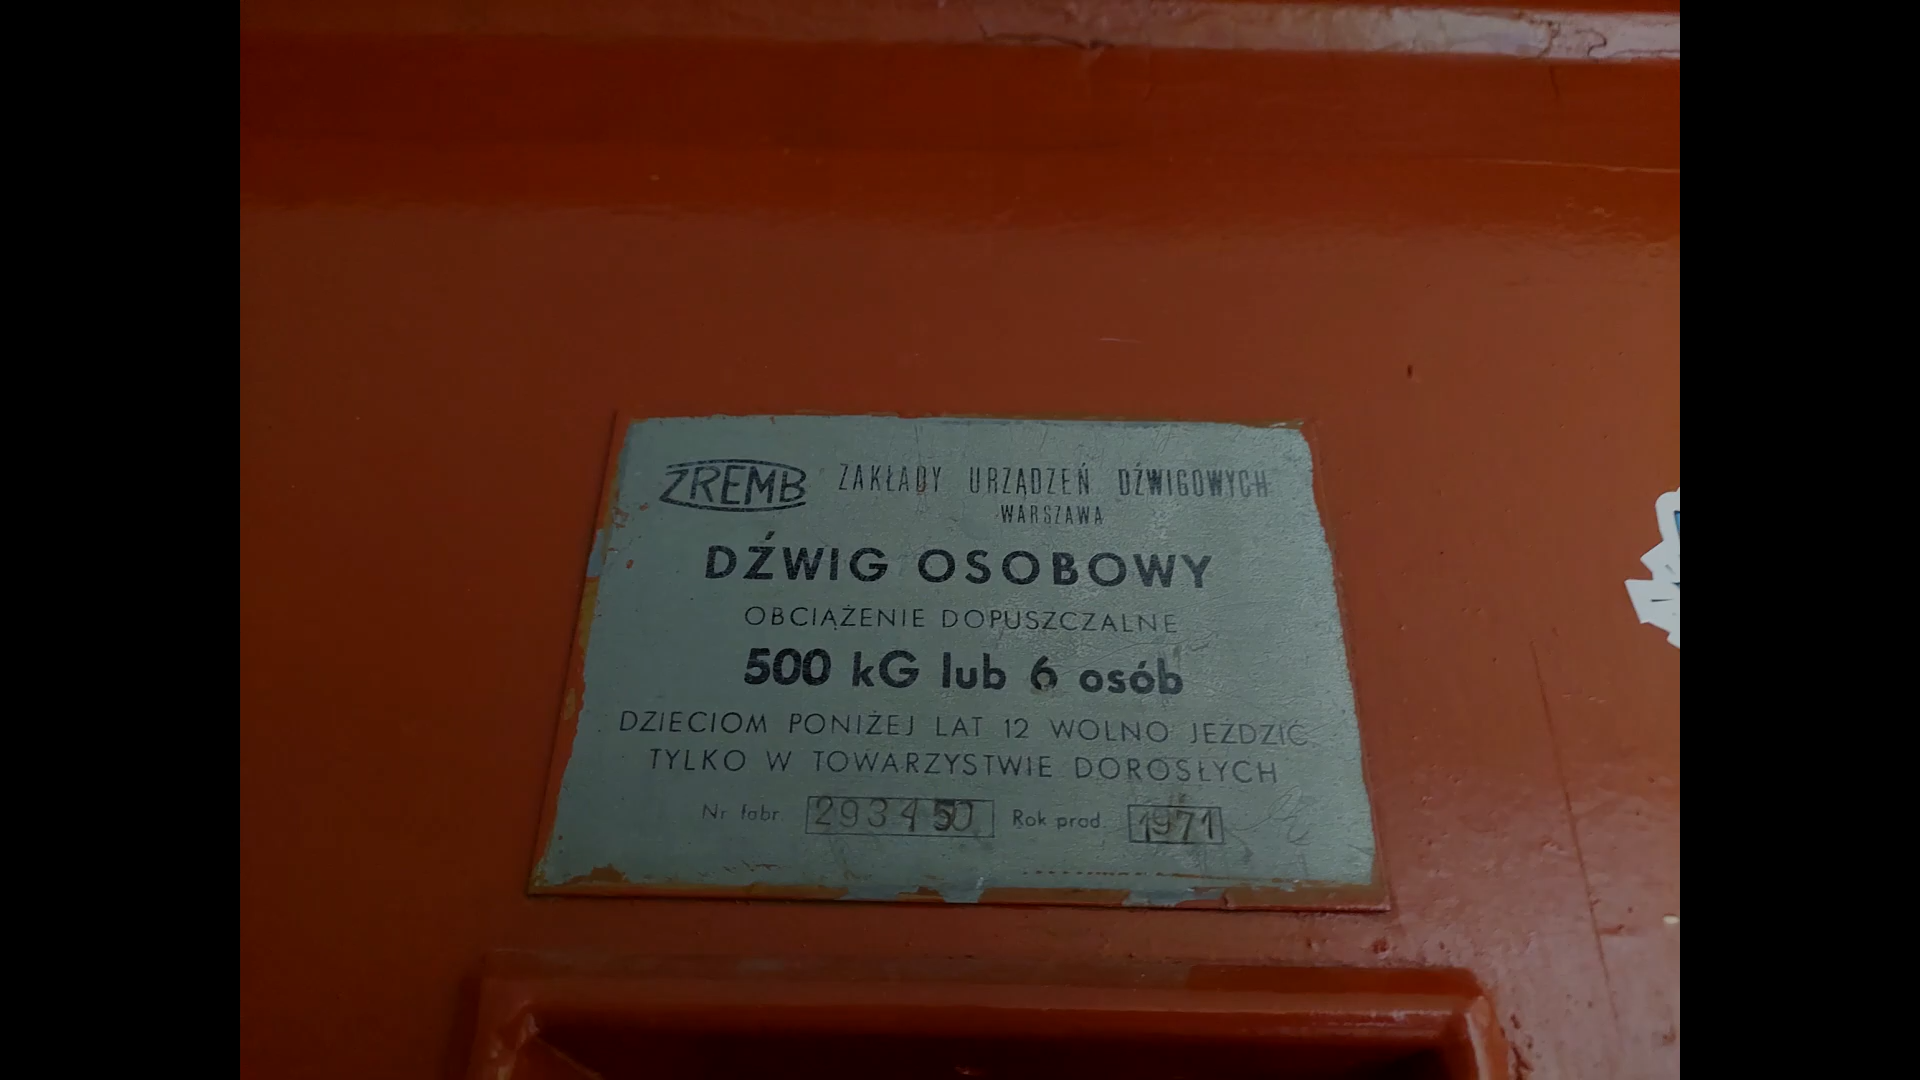 ZREMB ZAKŁADY URZĄDZEŃ DŹWIGOWYCH
WARSZAWA
DŹWIG OSOBOWY
OBCIĄŻENIE DOPUSZCZALNE
500 kG lub 6 osób
DZIECIOM PONIŻEJ LAT 12 WOLNO JEŹDZIĆ
TYLKO W TOWARZYSTWIE DOROSŁYCH
Nr fabr. Rok prod. 1971